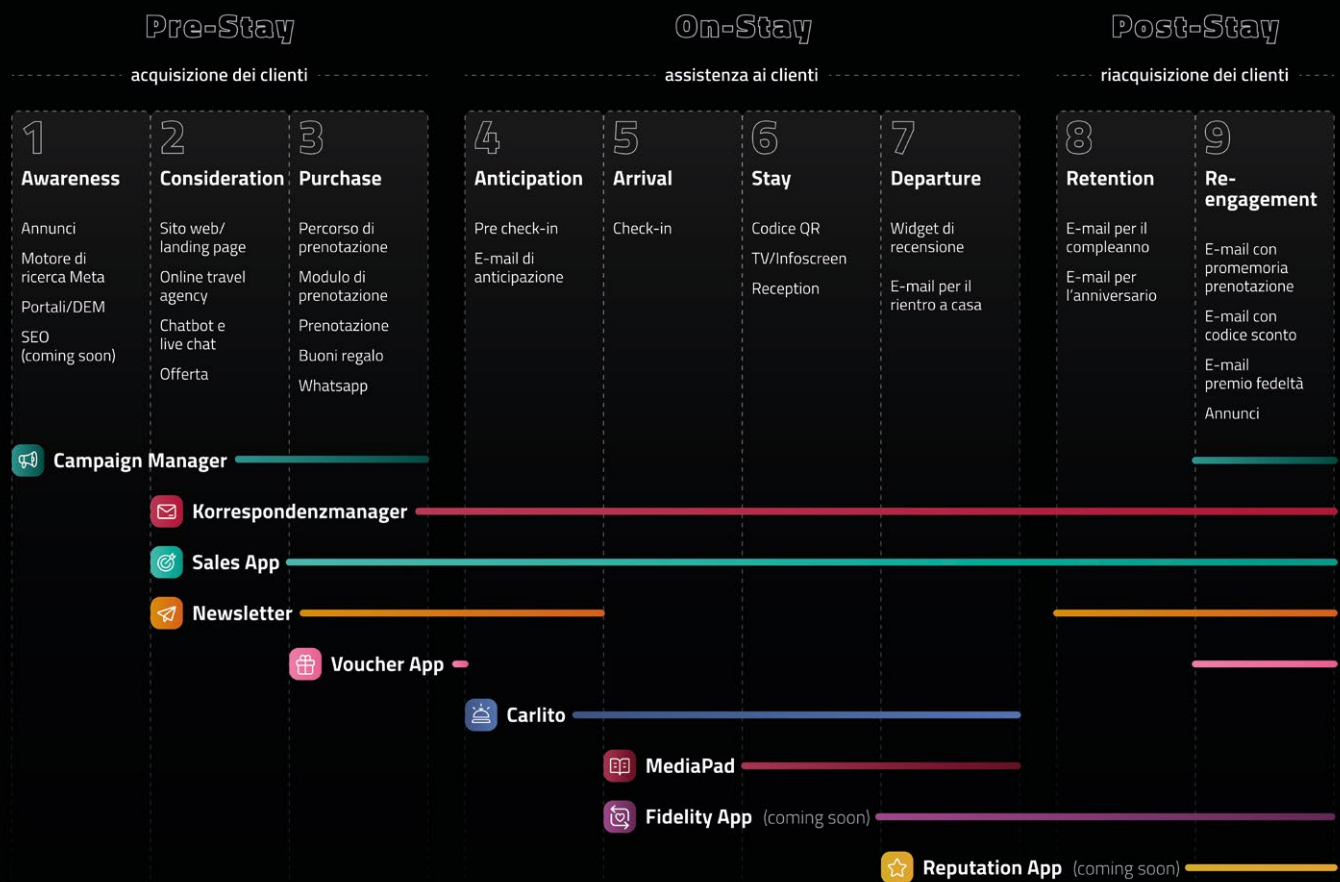 Pre-Stay
acquisizione dei clienti
On-Stay
assistenza ai clienti
Post-Stay
riacquisizione dei clienti
1
Awareness
Annunci
Motore di
ricerca Meta
Portali/DEM
SEO
(coming soon)
2
Consideration
Sito web/
landing page
Online travel
agency
Chatbot e
live chat
Offerta
3
Purchase
Percorso di
prenotazione
Modulo di
prenotazione
Prenotazione
Buoni regalo
Whatsapp
4
Anticipation
Pre check-in
E-mail di
anticipazione
5
Arrival
Check-in
6
Stay
Codice QR
TV/Infoscreen
Reception
7
Departure
Widget di
recensione
E-mail per il
rientro a casa
8
Retention
E-mail per il
compleanno
E-mail per
l'anniversario
9
Re-
engagement
E-mail con
promemoria
prenotazione
E-mail con
codice sconto
E-mail
premio fedeltà
Annunci
Campaign Manager
Korrespondenzmanager
Sales App
Newsletter
Voucher App
Carlito
MediaPad
Fidelity App (coming soon)
Reputation App (coming soon)